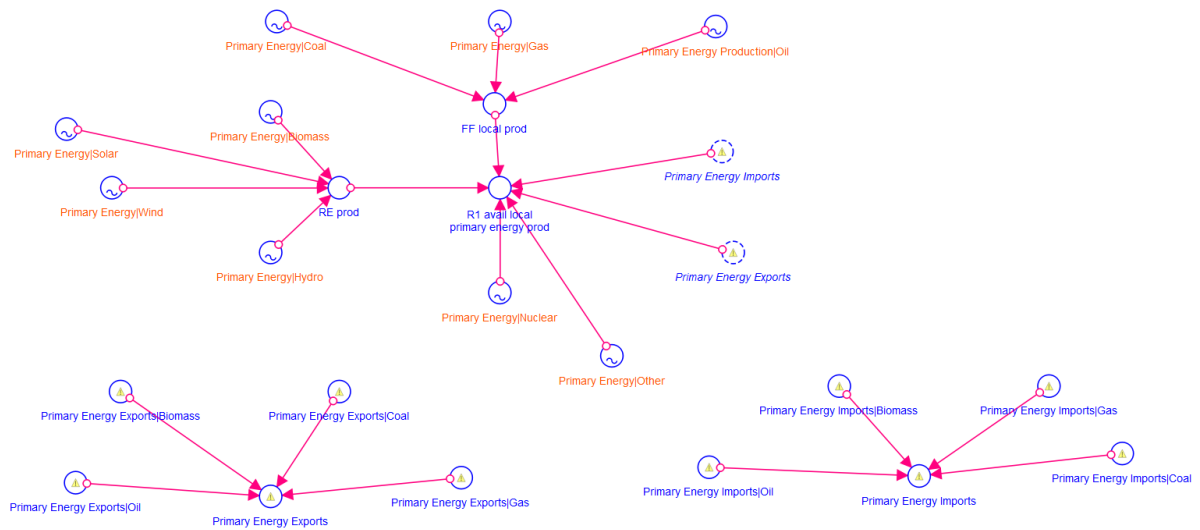 Primary Energy|Coal
Primary Energy|Gas
Primary Energy Production|Oil
FF local prod
Primary Energy|Biomass
Primary Energy|Solar
Primary Energy Imports
Primary Energy|Wind
RE prod
R1 avail local
primary energy prod
Primary Energy|Hydro
Primary Energy Exports
Primary Energy|Nuclear
Primary Energy|Other
Primary Energy Exports|Biomass
Primary Energy Exports|Coal
Primary Energy Imports|Biomass
Primary Energy Imports|Gas
Primary Energy Exports|Oil
Primary Energy Exports
Primary Energy Exports|Gas
Primary Energy Imports|Oil
Primary Energy Imports
Primary Energy Imports|Coal